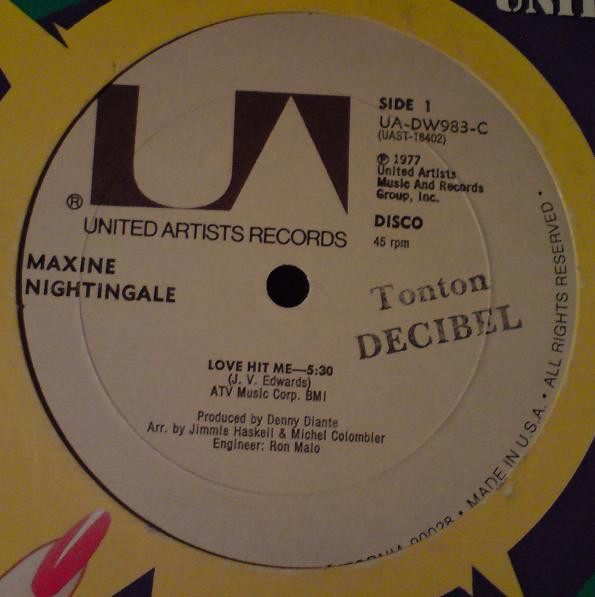 UNIT
UA
®
UNITED ARTISTS RECORDS
SIDE 1
UA-DW983-C
(UAST-18402)
℗ 1977
United Artists
Music And Records
Group, Inc.
DISCO
45 rpm
MAXINE
NIGHTINGALE
Tonton
DECIBEL
LOVE HIT ME—5:30
(J. V. Edwards)
ATV Music Corp. BMI
Produced by Denny Diante
Arr. by Jimmie Haskell & Michel Colombier
Engineer: Ron Malo
90028 • MADE IN U.S.A. • ALL RIGHTS RESERVED •